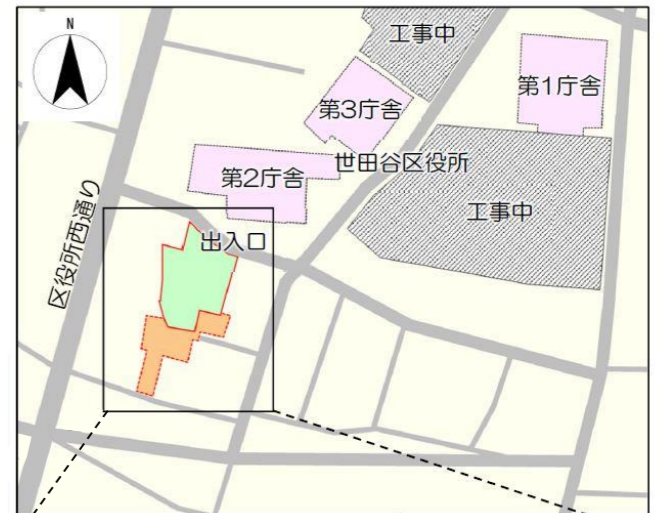 N
工事中
第1庁舎
第3庁舎
世田谷区役所
第2庁舎
工事中
出入口
区役所西通り